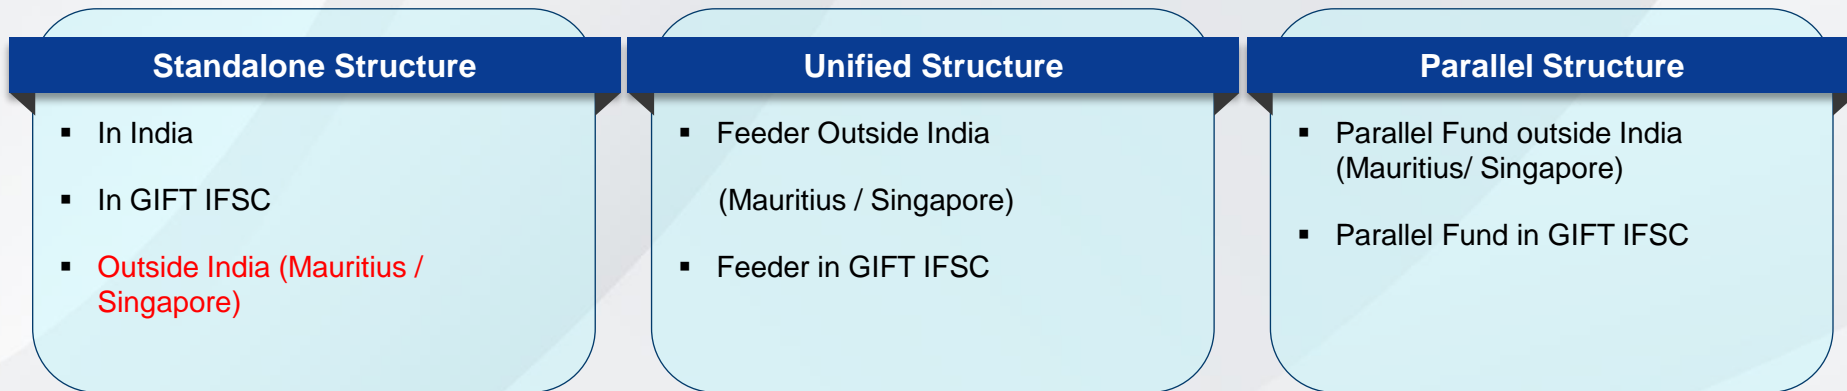 Standalone Structure
▪ In India
▪ In GIFT IFSC
▪ Outside India (Mauritius /
Singapore)
Unified Structure
▪ Feeder Outside India
(Mauritius / Singapore)
▪ Feeder in GIFT IFSC
Parallel Structure
▪ Parallel Fund outside India
(Mauritius/ Singapore)
▪ Parallel Fund in GIFT IFSC